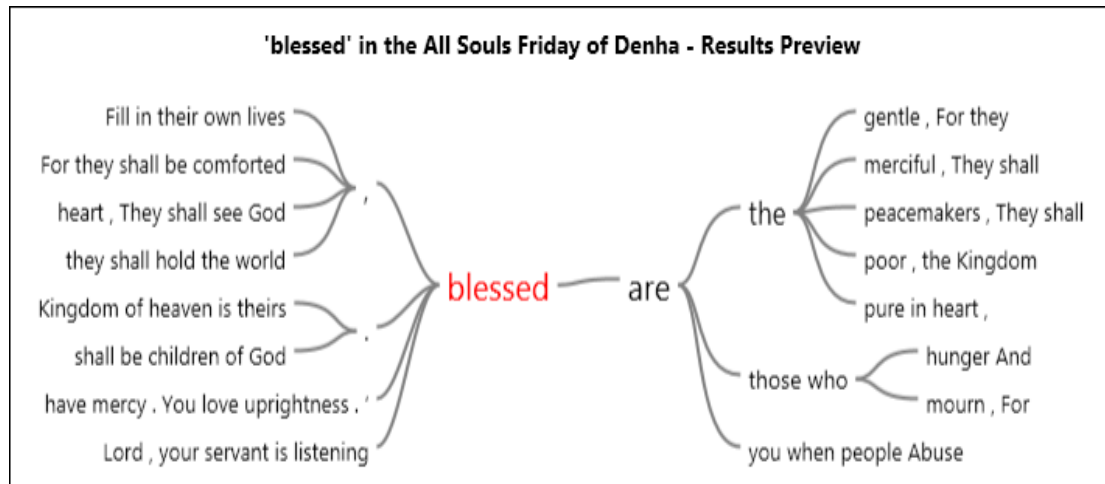 'blessed' in the All Souls Friday of Denha - Results Preview
Fill in their own lives
For they shall be comforted
heart , They shall see God
they shall hold the world
,
Kingdom of heaven is theirs
shall be children of God
.
have mercy . You love uprightness . ‘
Lord , your servant is listening
blessed
are
the
gentle , For they
merciful , They shall
peacemakers , They shall
poor , the Kingdom
pure in heart ,
those who
hunger And
mourn , For
you when people Abuse